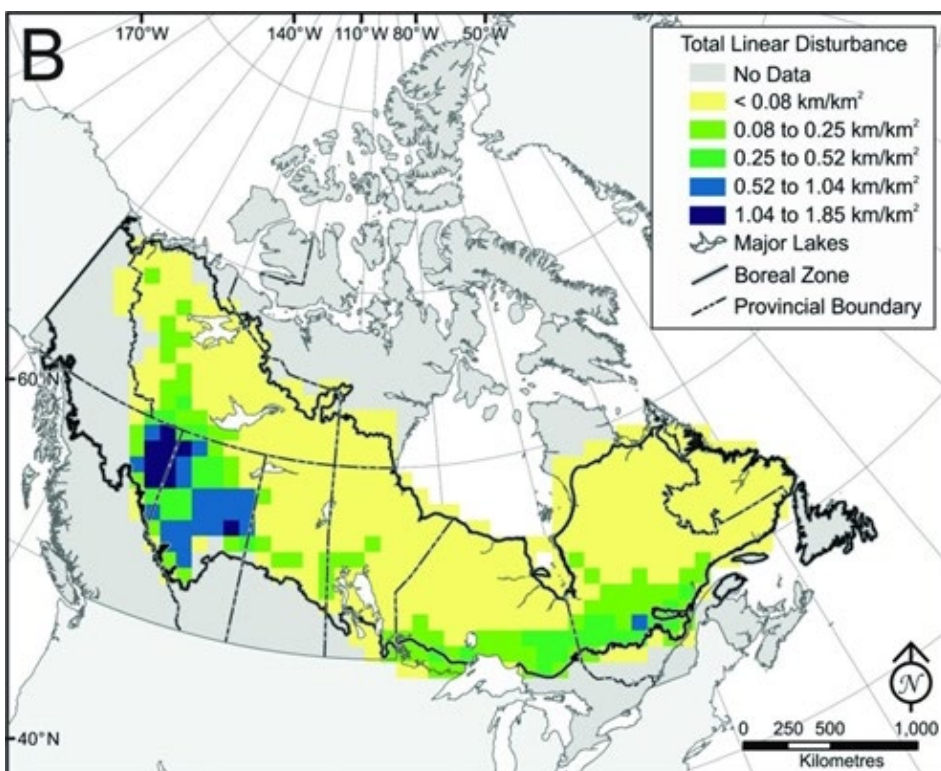 B
170°W 140°W 110°W 80°W 50°W
Total Linear Disturbance
No Data
< 0.08 km/km²
0.08 to 0.25 km/km²
0.25 to 0.52 km/km²
0.52 to 1.04 km/km²
1.04 to 1.85 km/km²
Major Lakes
Boreal Zone
Provincial Boundary
60°N
40°N
N
0 250 500 1,000
Kilometres